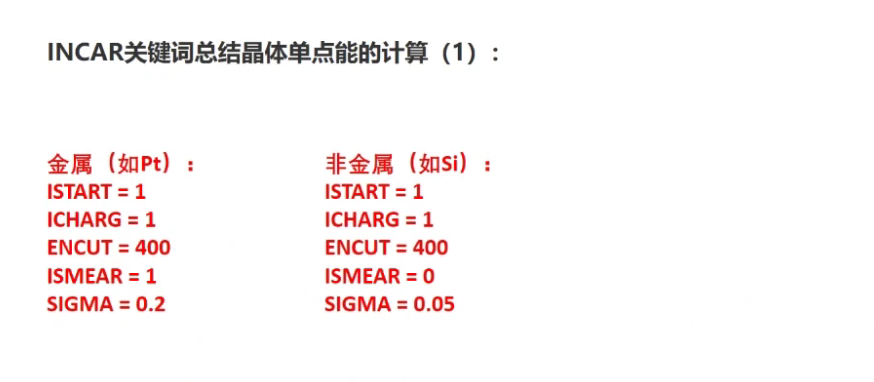 INCAR关键词总结晶体单点能的计算（1）：
金属（如Pt）：
ISTART = 1
ICHARG = 1
ENCUT = 400
ISMEAR = 1
SIGMA = 0.2
非金属（如Si）：
ISTART = 1
ICHARG = 1
ENCUT = 400
ISMEAR = 0
SIGMA = 0.05